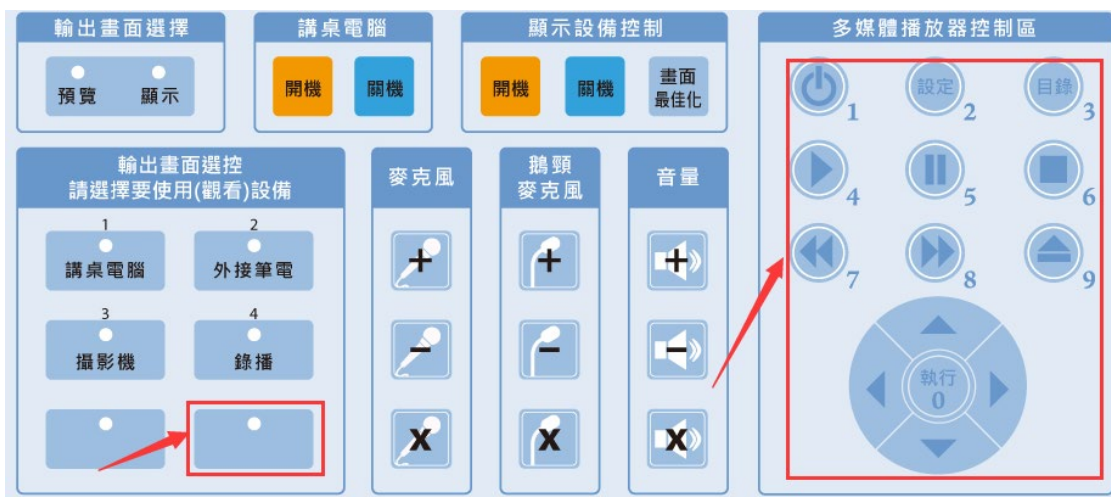 輸出畫面選擇
預覽
顯示
講桌電腦
開機
關機
顯示設備控制
開機
關機
畫面
最佳化
輸出畫面選控
請選擇要使用(觀看)設備
1
講桌電腦
2
外接筆電
3
攝影機
4
錄播
麥克風
+
−
X
鵝頸
麥克風
+
−
X
音量
+
−
X
多媒體播放器控制區
1
設定
2
目錄
3
4
5
6
7
8
9
執行
0